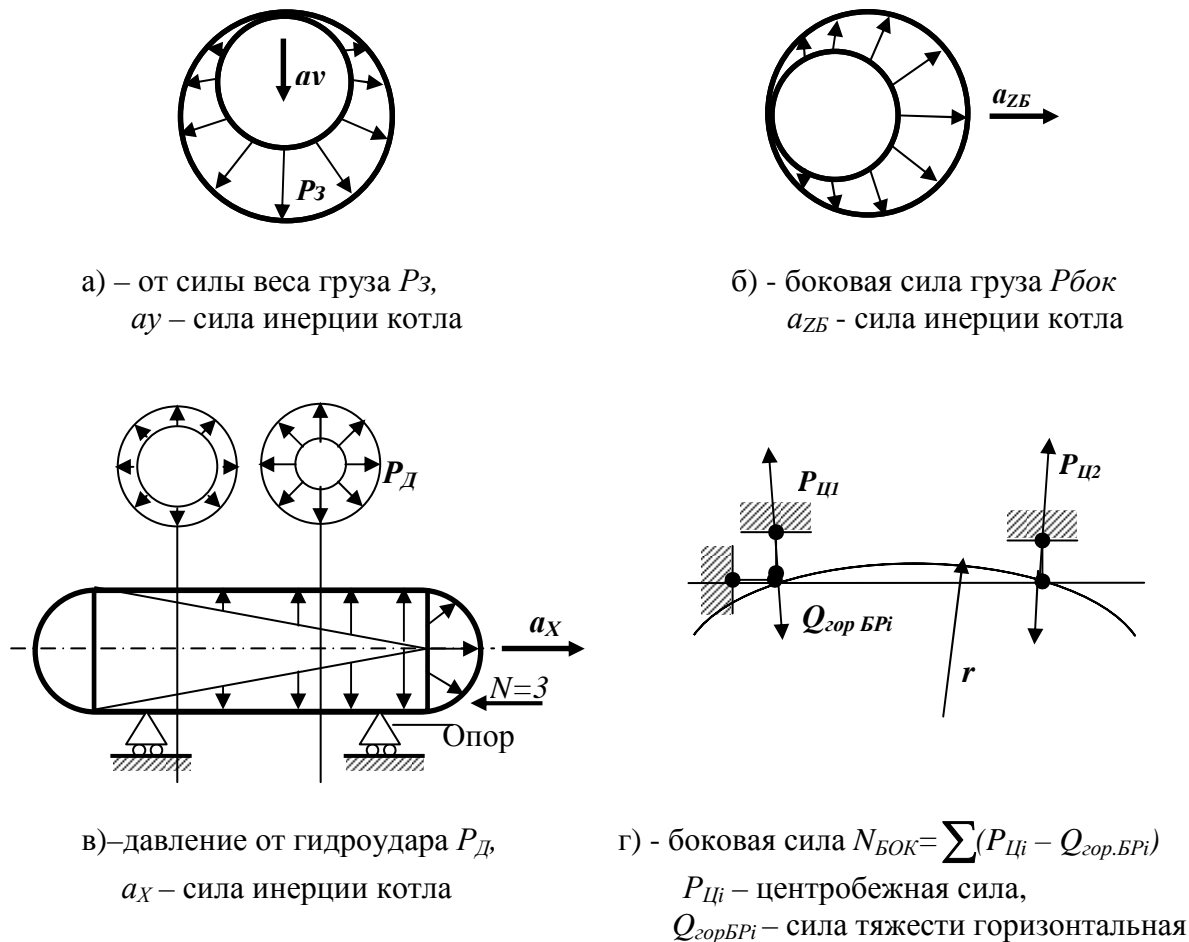 av
Pз
aZБ
а) – от силы веса груза Pз,
ау – сила инерции котла
б) - боковая сила груза Рбок
aZБ - сила инерции котла
PД
aX
N=3
Опор
PЦ1
PЦ2
Qгор БРi
r
в)–давление от гидроудара PД,
aX – сила инерции котла
г) - боковая сила NБОК=∑(PЦi – Qгор.БРi)
PЦi – центробежная сила,
QгорБРi – сила тяжести горизонтальная